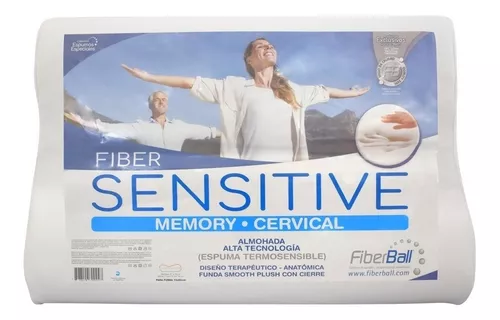 Espumas
Especiales
FIBER
SENSITIVE
MEMORY • CERVICAL
ALMOHADA
ALTA TECNOLOGÍA
(ESPUMA TERMOSENSIBLE)
DISEÑO TERAPÉUTICO - ANATÓMICA
FUNDA SMOOTH PLUSH CON CIERRE
FiberBall
www.fiberball.com